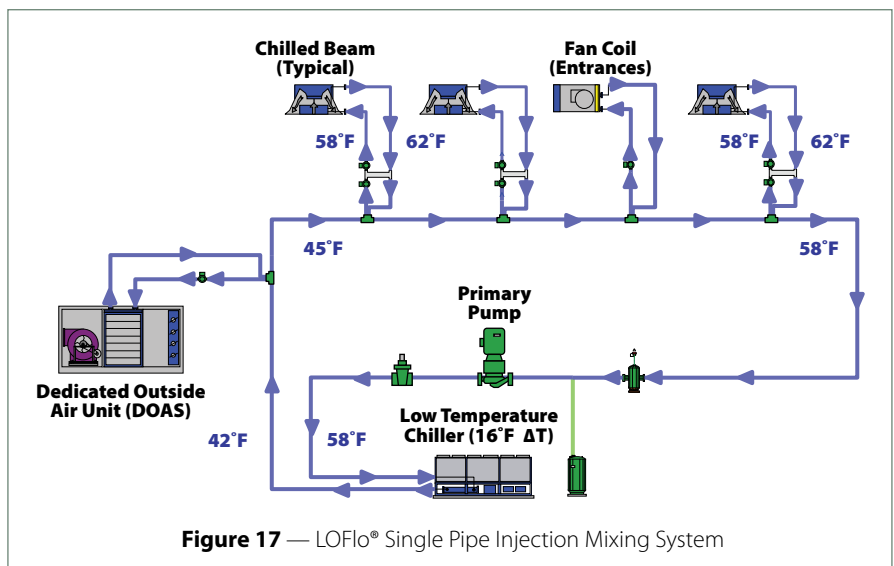 Chilled Beam
(Typical)
Fan Coil
(Entrances)
58˚F
62˚F
58˚F
62˚F
45˚F
58˚F
Primary
Pump
Dedicated Outside
Air Unit (DOAS)
Low Temperature
Chiller (16˚F ΔT)
42˚F
58˚F
Figure 17 — LOFlo® Single Pipe Injection Mixing System